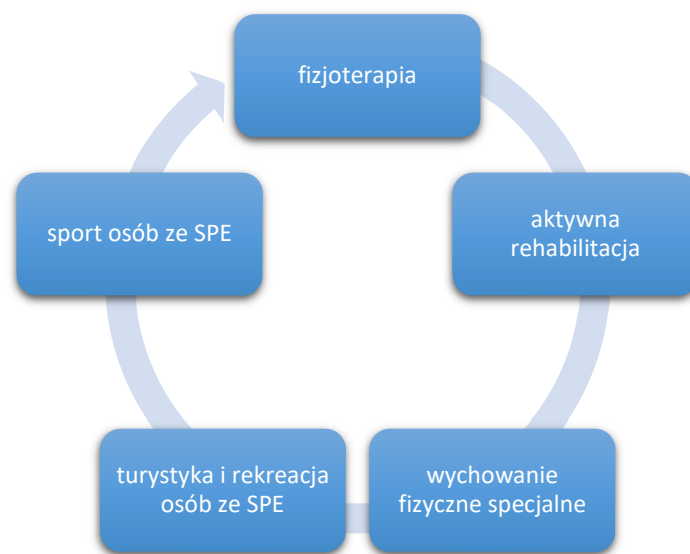 fizjoterapia
aktywna
rehabilitacja
wychowanie
fizyczne specjalne
turystyka i rekreacja
osób ze SPE
sport osób ze SPE